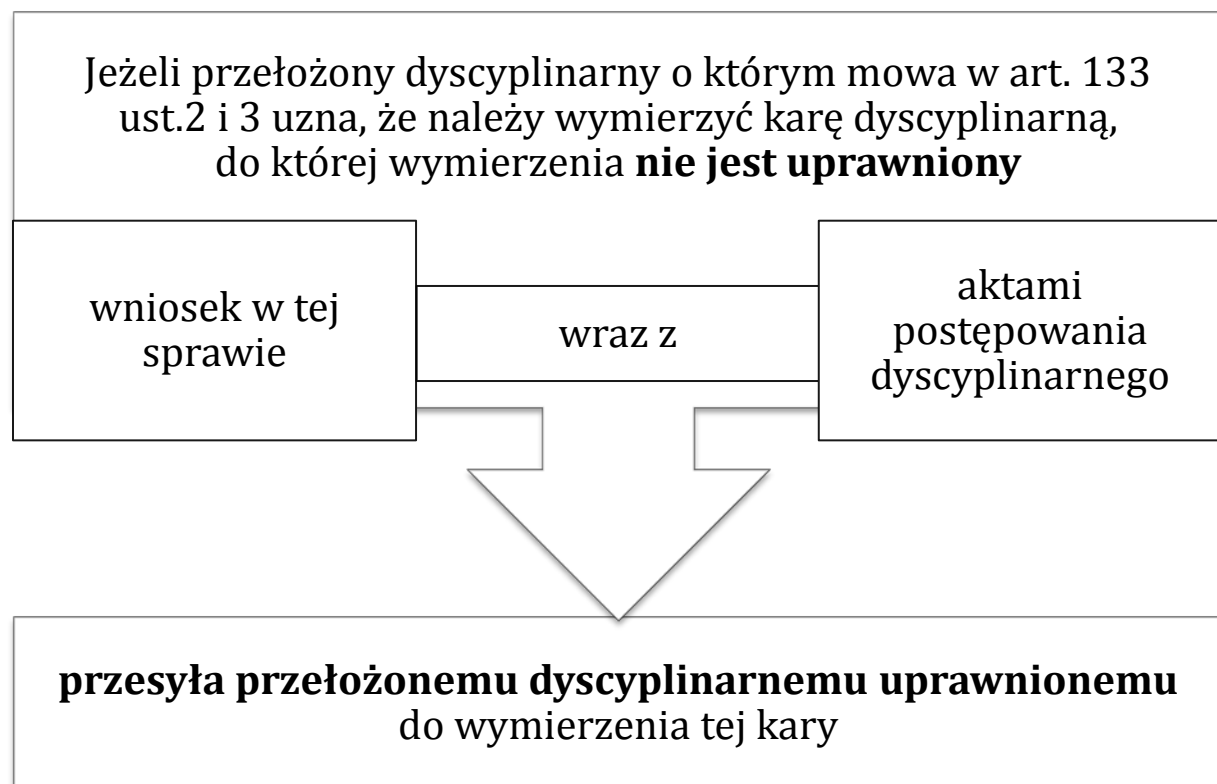 Jeżeli przełożony dyscyplinarny o którym mowa w art. 133
ust.2 i 3 uzna, że należy wymierzyć karę dyscyplinarną,
do której wymierzenia nie jest uprawniony
wniosek w tej
sprawie
wraz z
aktami
postępowania
dyscyplinarnego
przesyła przełożonemu dyscyplinarnemu uprawnionemu
do wymierzenia tej kary